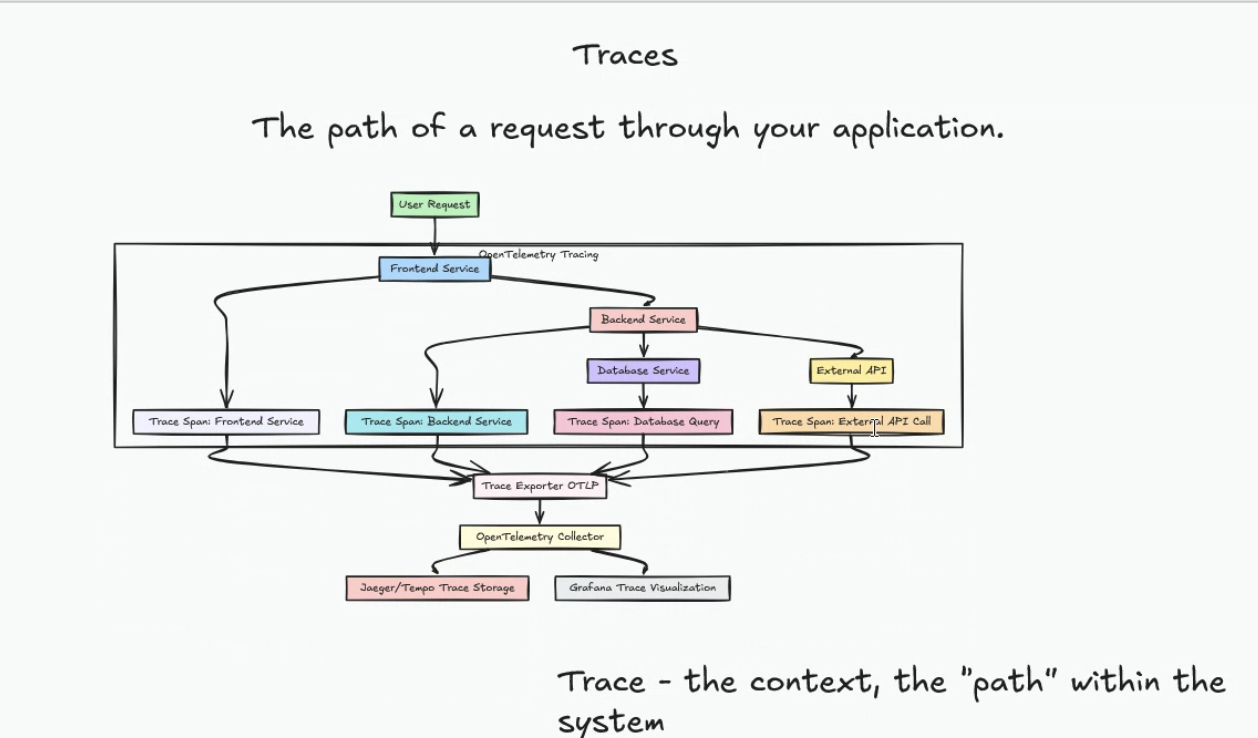 Traces
The path of a request through your application.
User Request
OpenTelemetry Tracing
Frontend Service
Backend Service
Database Service
External API
Trace Span: Frontend Service
Trace Span: Backend Service
Trace Span: Database Query
Trace Span: External API Call
Trace Exporter OTLP
OpenTelemetry Collector
Jaeger/Tempo Trace Storage
Grafana Trace Visualization
Trace - the context, the "path" within the
system